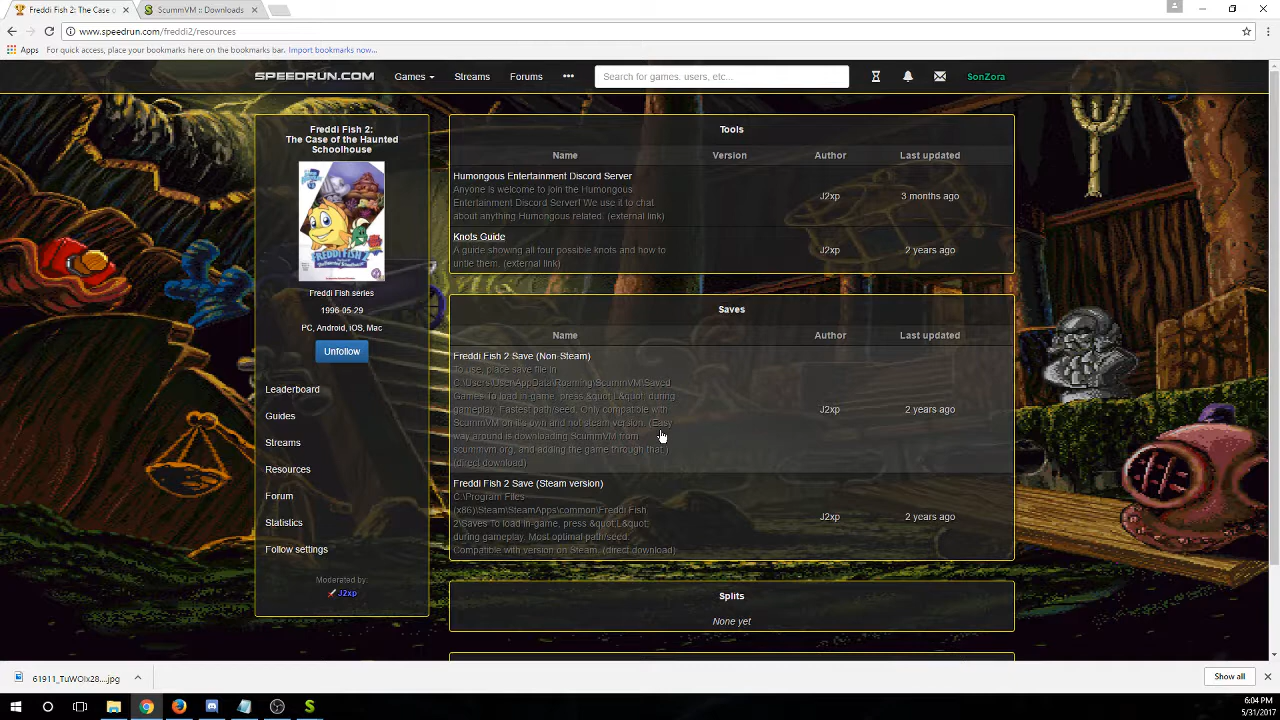 Freddi Fish 2: The Case o
ScummVM :: Downloads
www.speedrun.com/freddi2/resources
Apps
For quick access, place your bookmarks here on the bookmarks bar.
Import bookmarks now...
SPEEDRUN.COM
Games
Streams
Forums
•••
Search for games, users, etc...
SonZora
Freddi Fish 2:
The Case of the Haunted
Schoolhouse
FREDDI FISH 2
Freddi Fish series
1996-05-29
PC, Android, iOS, Mac
Unfollow
Leaderboard
Guides
Streams
Resources
Forum
Statistics
Follow settings
Moderated by:
J2xp
Tools
Name Version Author Last updated
Humongous Entertainment Discord Server
Anyone is welcome to join the Humongous
Entertainment Discord Server! We use it to chat
about anything Humongous related. (external link)
J2xp
3 months ago
Knots Guide
A guide showing all four possible knots and how to
untie them. (external link)
J2xp
2 years ago
Saves
Name Author Last updated
Freddi Fish 2 Save (Non-Steam)
To use, place save file in
C:\Users\User\AppData\Roaming\ScummVM\Saved
Games To load in-game, press &quot;L&quot; during
gameplay. Fastest path/seed. Only compatible with
ScummVM on it's own and not steam version. (Easy
way around is downloading ScummVM from
scummvm.org, and adding the game through that.)
(direct download)
J2xp
2 years ago
Freddi Fish 2 Save (Steam version)
C:\Program Files
(x86)\Steam\SteamApps\common\Freddi Fish
2\Saves To load in-game, press &quot;L&quot;
during gameplay. Most optimal path/seed.
Compatible with version on Steam. (direct download)
J2xp
2 years ago
Splits
None yet
61911_TuWOIx28....jpg
Show all
6:04 PM
5/31/2017